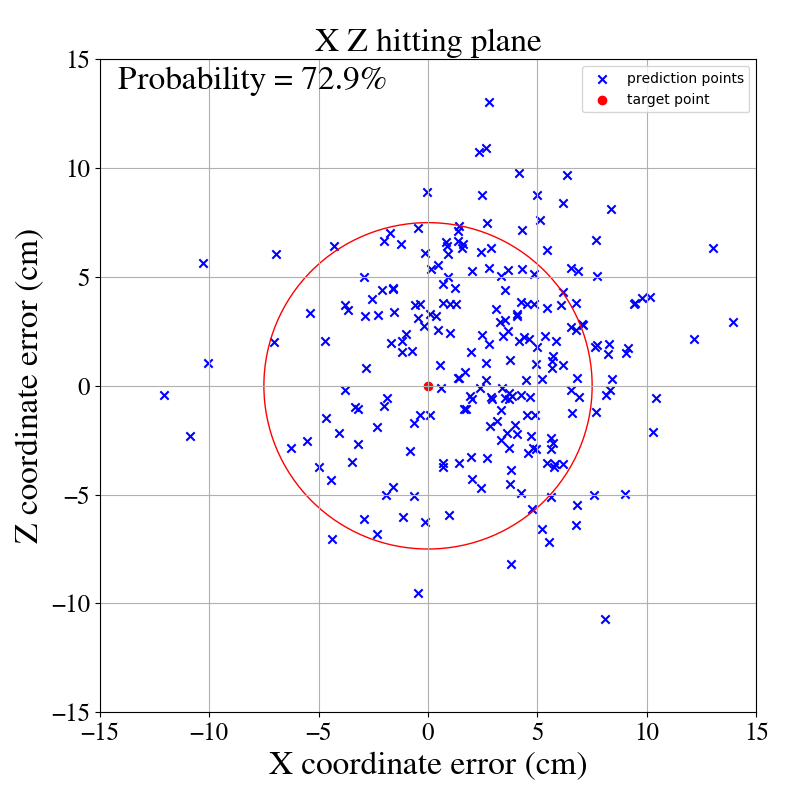 X Z hitting plane
Probability = 72.9%
prediction points
target point
Z coordinate error (cm)
15
10
5
0
−5
−10
−15
−15 −10 −5 0 5 10 15
X coordinate error (cm)